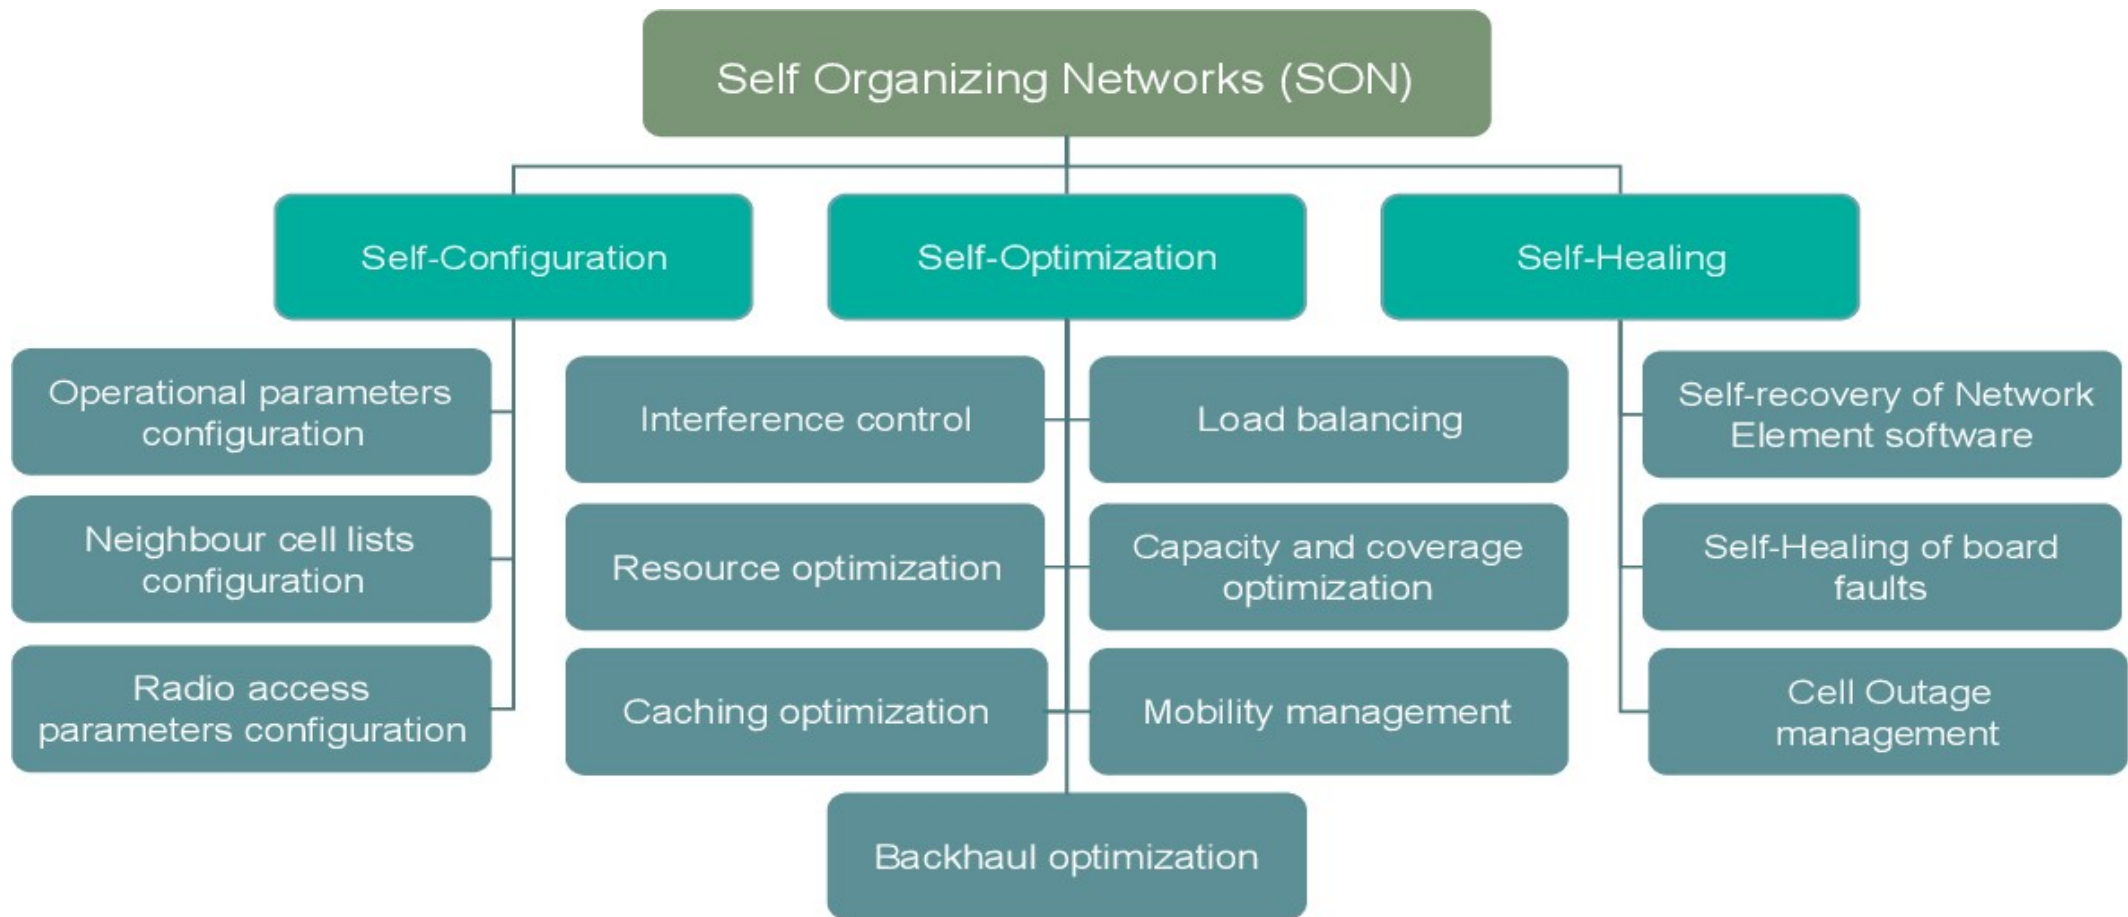 Self Organizing Networks (SON)
Self-Configuration
Self-Optimization
Self-Healing
Operational parameters
configuration
Neighbour cell lists
configuration
Radio access
parameters configuration
Interference control
Load balancing
Resource optimization
Capacity and coverage
optimization
Caching optimization
Mobility management
Backhaul optimization
Self-recovery of Network
Element software
Self-Healing of board
faults
Cell Outage
management